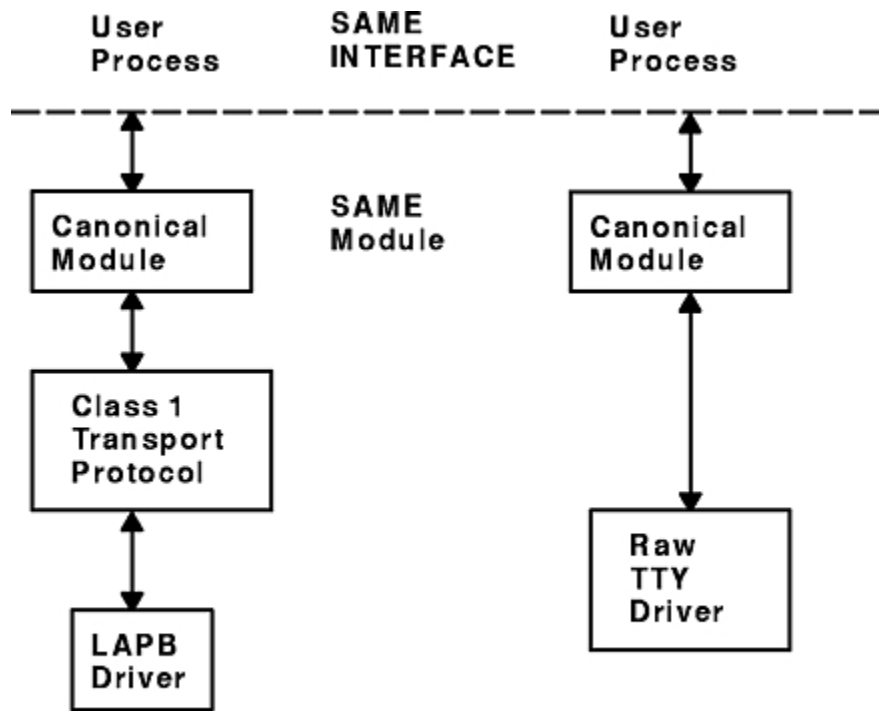 User
Process
SAME
INTERFACE
User
Process
Canonical
Module
SAME
Module
Canonical
Module
Class 1
Transport
Protocol
Raw
TTY
Driver
LAPB
Driver